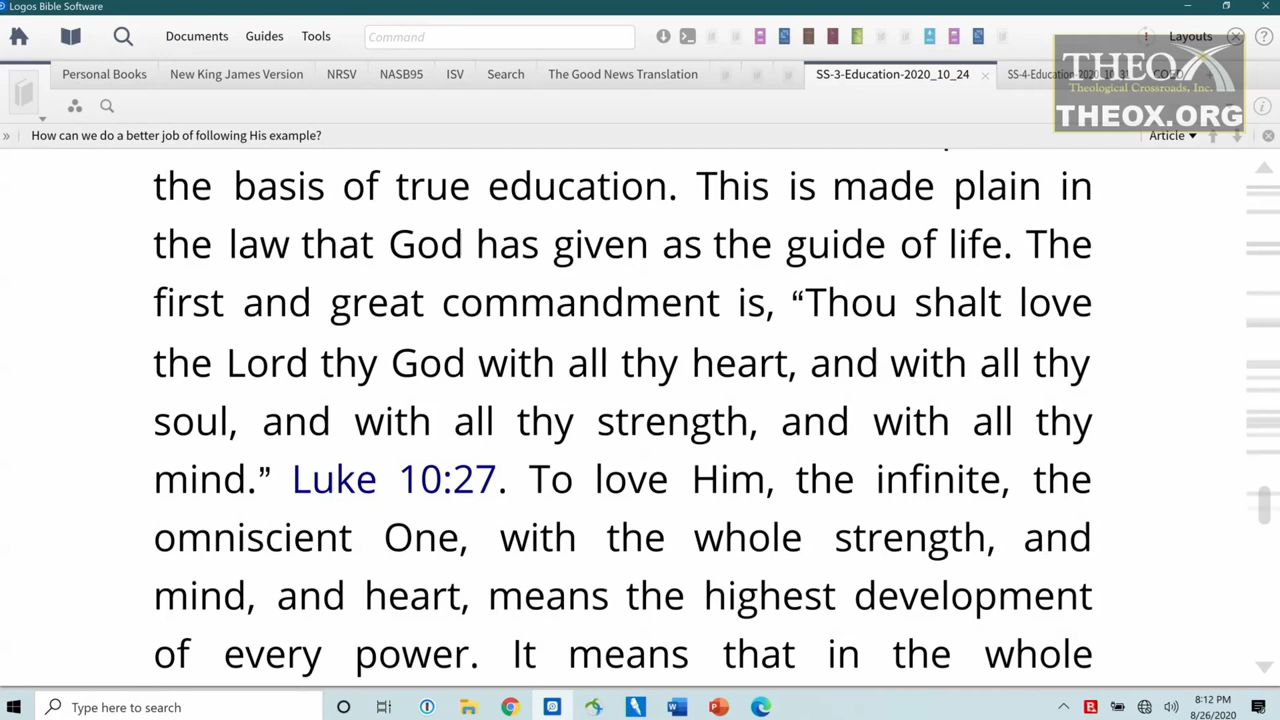 Logos Bible Software
Documents Guides Tools Command Layouts
Personal Books New King James Version NRSV NASB95 ISV Search The Good News Translation SS-3-Education-2020_10_24 SS-4-Education-2020_10_31
THEOX
Theological Crossroads, Inc.
THEOX.ORG
How can we do a better job of following His example? Article
the basis of true education. This is made plain in
the law that God has given as the guide of life. The
first and great commandment is, “Thou shalt love
the Lord thy God with all thy heart, and with all thy
soul, and with all thy strength, and with all thy
mind.” Luke 10:27. To love Him, the infinite, the
omniscient One, with the whole strength, and
mind, and heart, means the highest development
of every power. It means that in the whole
Type here to search
8:12 PM
8/26/2020